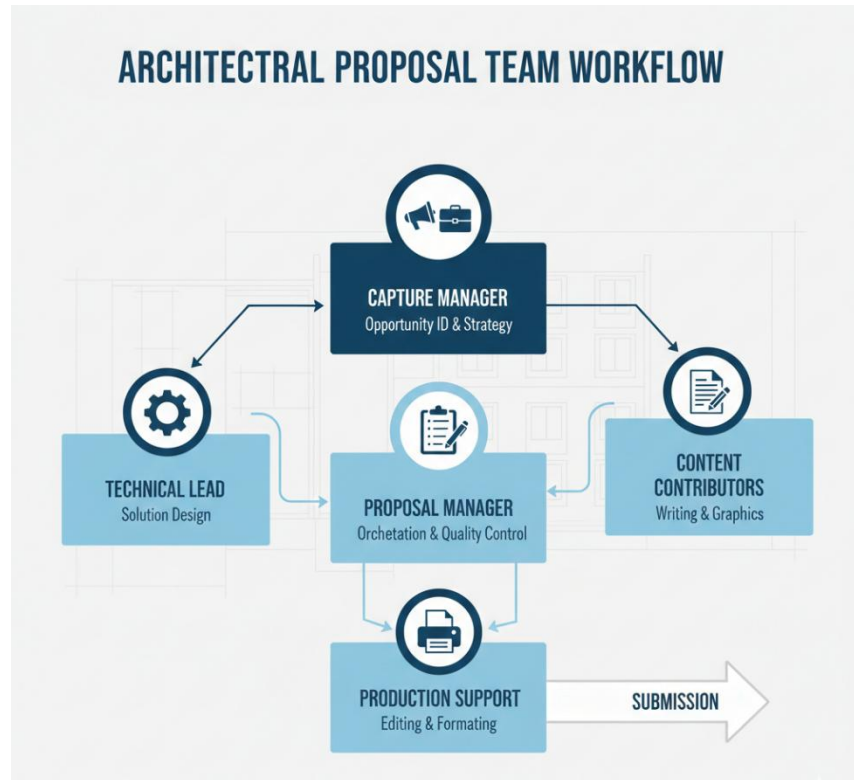 ARCHITECTRAL PROPOSAL TEAM WORKFLOW
CAPTURE MANAGER
Opportunity ID & Strategy
TECHNICAL LEAD
Solution Design
PROPOSAL MANAGER
Orchetation & Quality Control
CONTENT
CONTRIBUTORS
Writing & Graphics
PRODUCTION SUPPORT
Editing & Formating
SUBMISSION